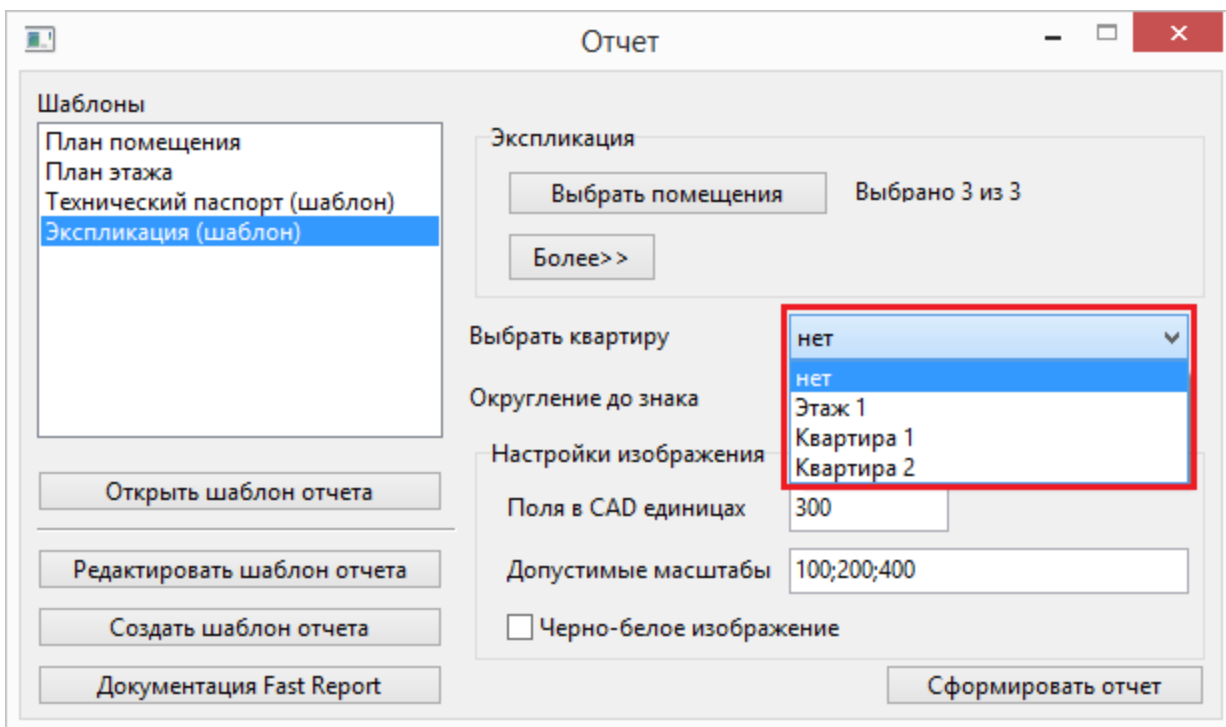 Отчет
Шаблоны
План помещения
План этажа
Технический паспорт (шаблон)
Экспликация (шаблон)
Открыть шаблон отчета
Редактировать шаблон отчета
Создать шаблон отчета
Документация Fast Report
Экспликация
Выбрать помещения
Выбрано 3 из 3
Более>>
Выбрать квартиру
нет
нет
Этаж 1
Квартира 1
Квартира 2
Округление до знака
Настройки изображения
Поля в CAD единицах
300
Допустимые масштабы
100;200;400
Черно-белое изображение
Сформировать отчет